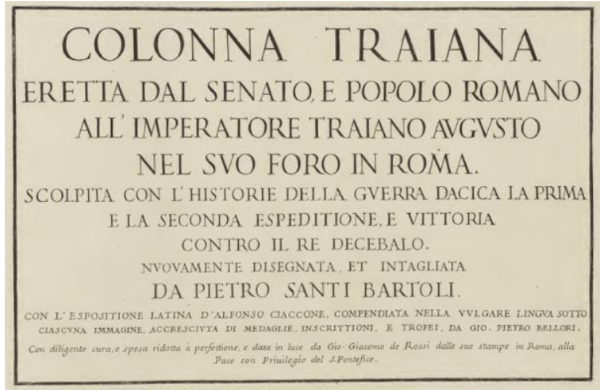 COLONNA TRAIANA
ERETTA DAL SENATO, E POPOLO ROMANO
ALL'IMPERATORE TRAIANO AVGVSTO
NEL SVO FORO IN ROMA.
SCOLPITA CON L'HISTORIE DELLA GVERRA DACICA LA PRIMA
E LA SECONDA ESPEDITIONE, E VITTORIA
CONTRO IL RE DECEBALO.
NVOVAMENTE DISEGNATA, ET INTAGLIATA
DA PIETRO SANTI BARTOLI.
CON L'ESPOSITIONE LATINA D'ALFONSO CIACCONE, COMPENDIATA NELLA VVLGARE LINGVA SOTTO
CIASCVNA IMMAGINE, ACCRESCIVTA DI MEDAGLIE, INSCRITTIONI, E TROFEI, DA GIO. PIETRO BELLORI.
Con diligente cura, e spesa ridotta à perfettione, e data in luce da Gio. Giacomo de Rossi dalle sue stampe in Roma, alla
Pace con Priuilegio del S. Pontefice.